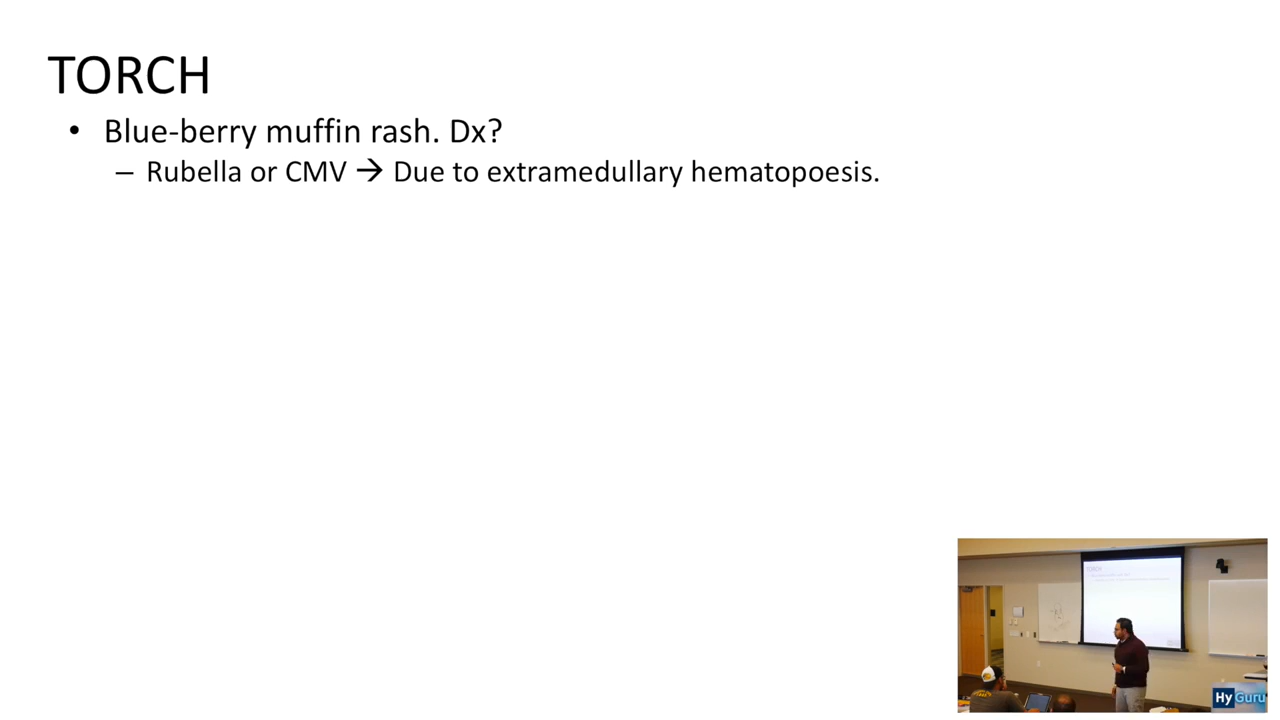 TORCH
• Blue-berry muffin rash. Dx?
– Rubella or CMV → Due to extramedullary hematopoesis.
HyGuru